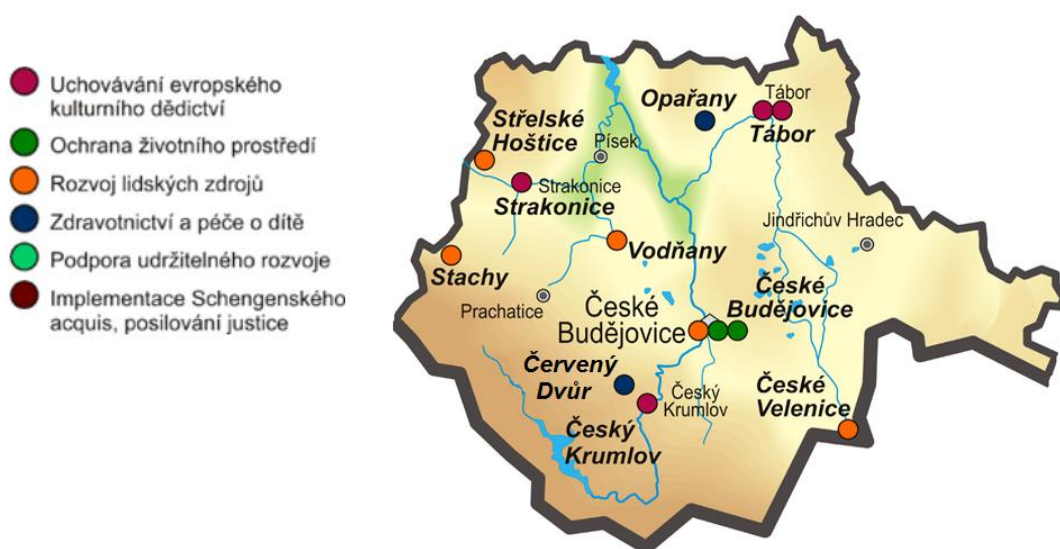 Uchovávání evropského
kulturního dědictví
Ochrana životního prostředí
Rozvoj lidských zdrojů
Zdravotnictví a péče o dítě
Podpora udržitelného rozvoje
Implementace Schengenského
acquis, posilování justice
Opařany
Tábor
Tábor
Střelské
Hoštice
Písek
Strakonice
Strakonice
Jindřichův Hradec
Vodňany
Stachy
Prachatice
České
Budějovice
České
Budějovice
Červený
Dvůr
Český
Krumlov
České
Velenice
Český
Krumlov